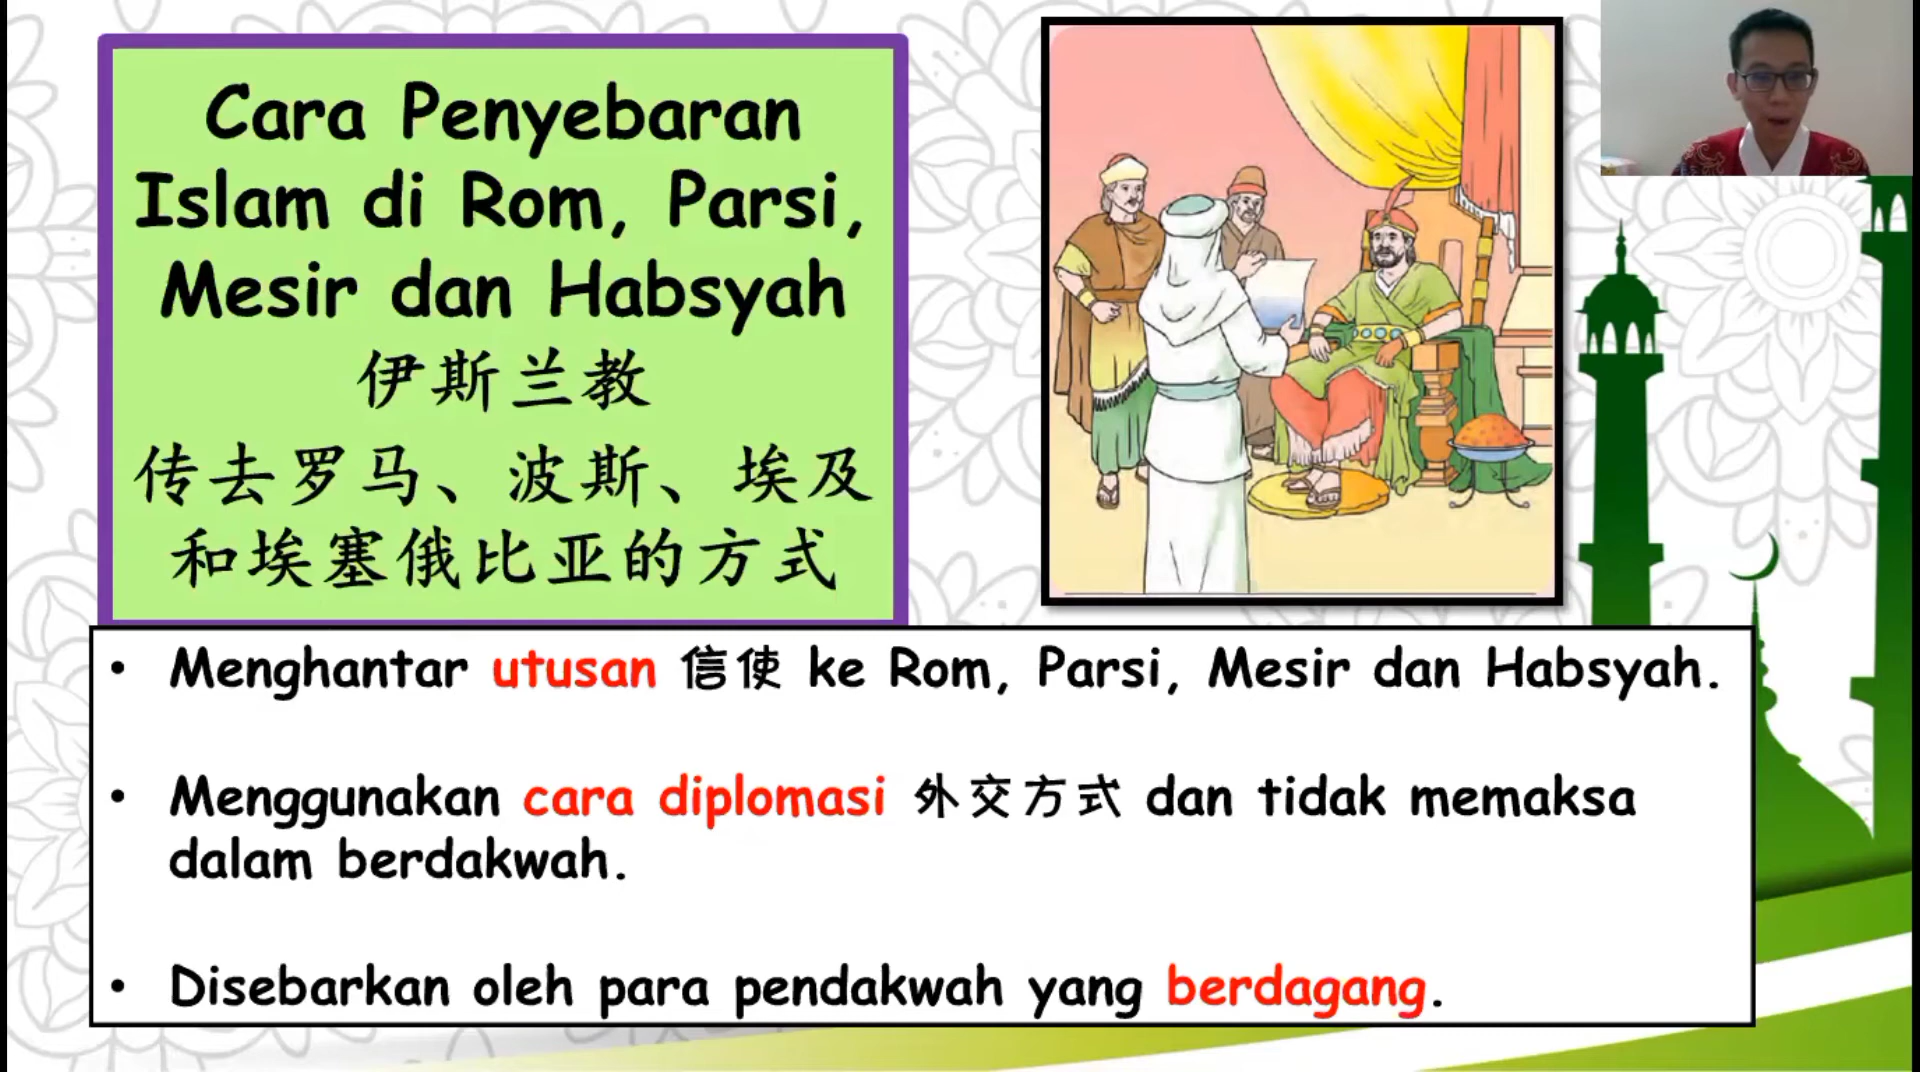 Cara Penyebaran
Islam di Rom, Parsi,
Mesir dan Habsyah
伊斯兰教
传去罗马、波斯、埃及
和埃塞俄比亚的方式
• Menghantar utusan 信使 ke Rom, Parsi, Mesir dan Habsyah.
• Menggunakan cara diplomasi 外交方式 dan tidak memaksa
dalam berdakwah.
• Disebarkan oleh para pendakwah yang berdagang.